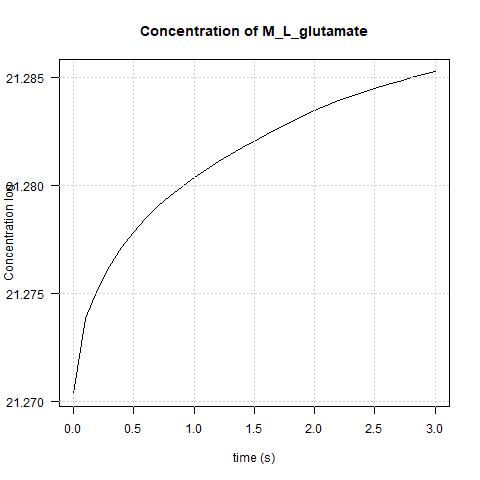 Concentration of M_L_glutamate
21.285
21.280
21.275
21.270
Concentration log
0.0 0.5 1.0 1.5 2.0 2.5 3.0
time (s)